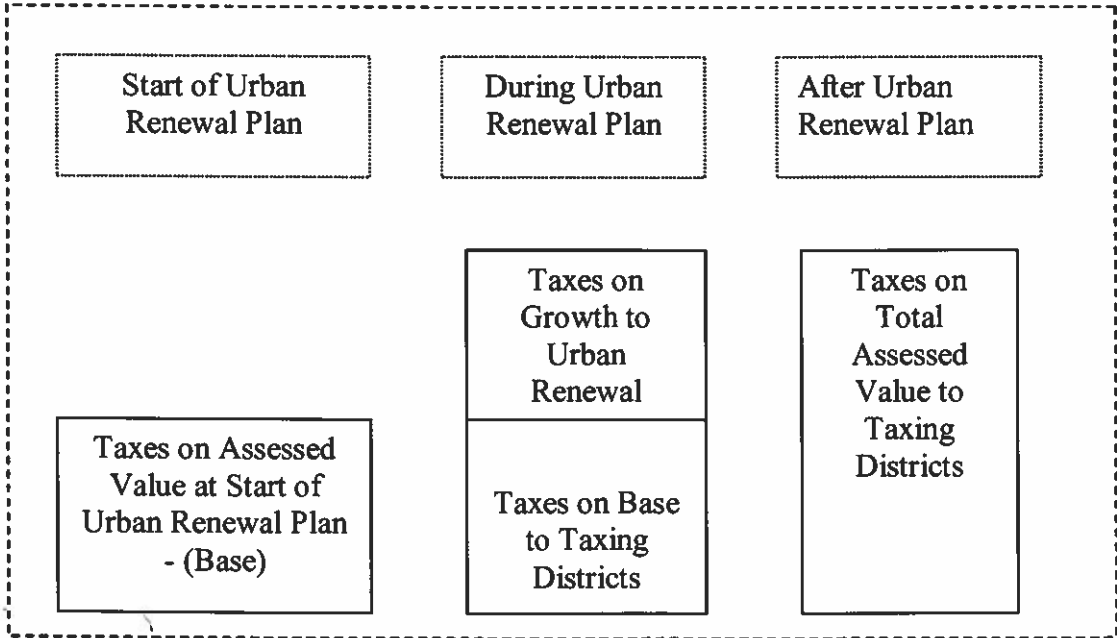 Start of Urban
Renewal Plan
During Urban
Renewal Plan
After Urban
Renewal Plan
Taxes on Assessed
Value at Start of
Urban Renewal Plan
- (Base)
Taxes on
Growth to
Urban
Renewal
Taxes on Base
to Taxing
Districts
Taxes on
Total
Assessed
Value to
Taxing
Districts